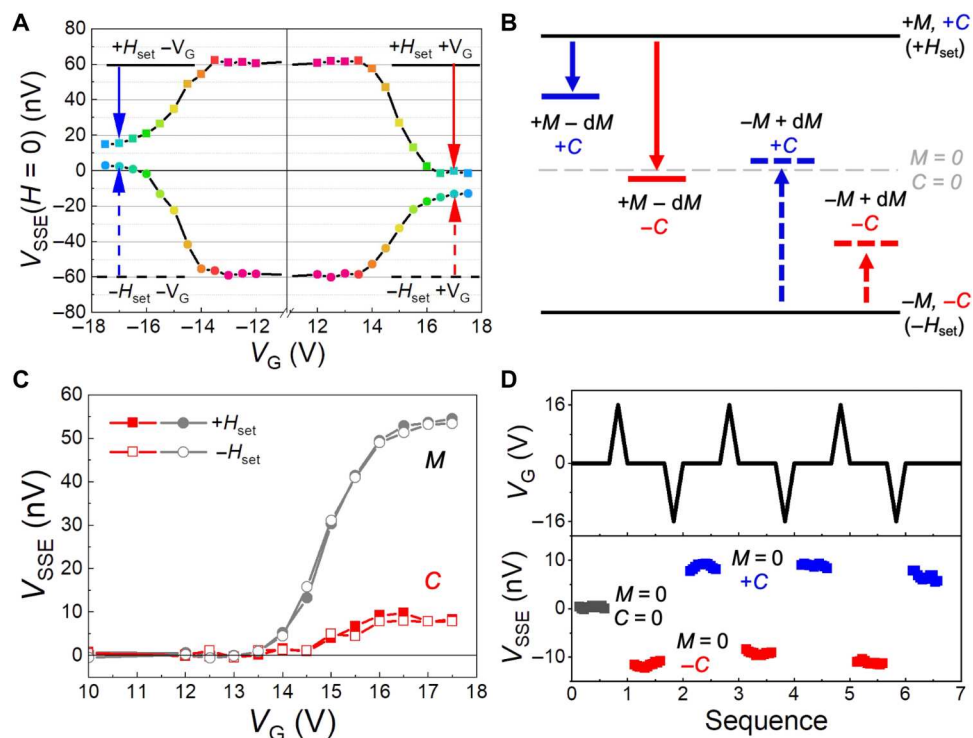 A
+Hset −VG
+Hset +VG
80
60
40
20
0
−20
−40
−60
−80
VSSE(H = 0) (nV)
−Hset −VG
−Hset +VG
−18 −16 −14 −12 12 14 16 18
VG (V)
B
+M, +C
(+Hset)
+M − dM
+C
−M + dM
+C
M = 0
C = 0
+M − dM
−C
−M + dM
−C
−M, −C
(−Hset)
C
60
50
40
30
20
10
0
VSSE (nV)
+Hset
−Hset
M
C
10 11 12 13 14 15 16 17 18
VG (V)
D
16
0
−16
VG (V)
10
0
−10
VSSE (nV)
M = 0
+C
M = 0
C = 0
M = 0
−C
0 1 2 3 4 5 6 7
Sequence